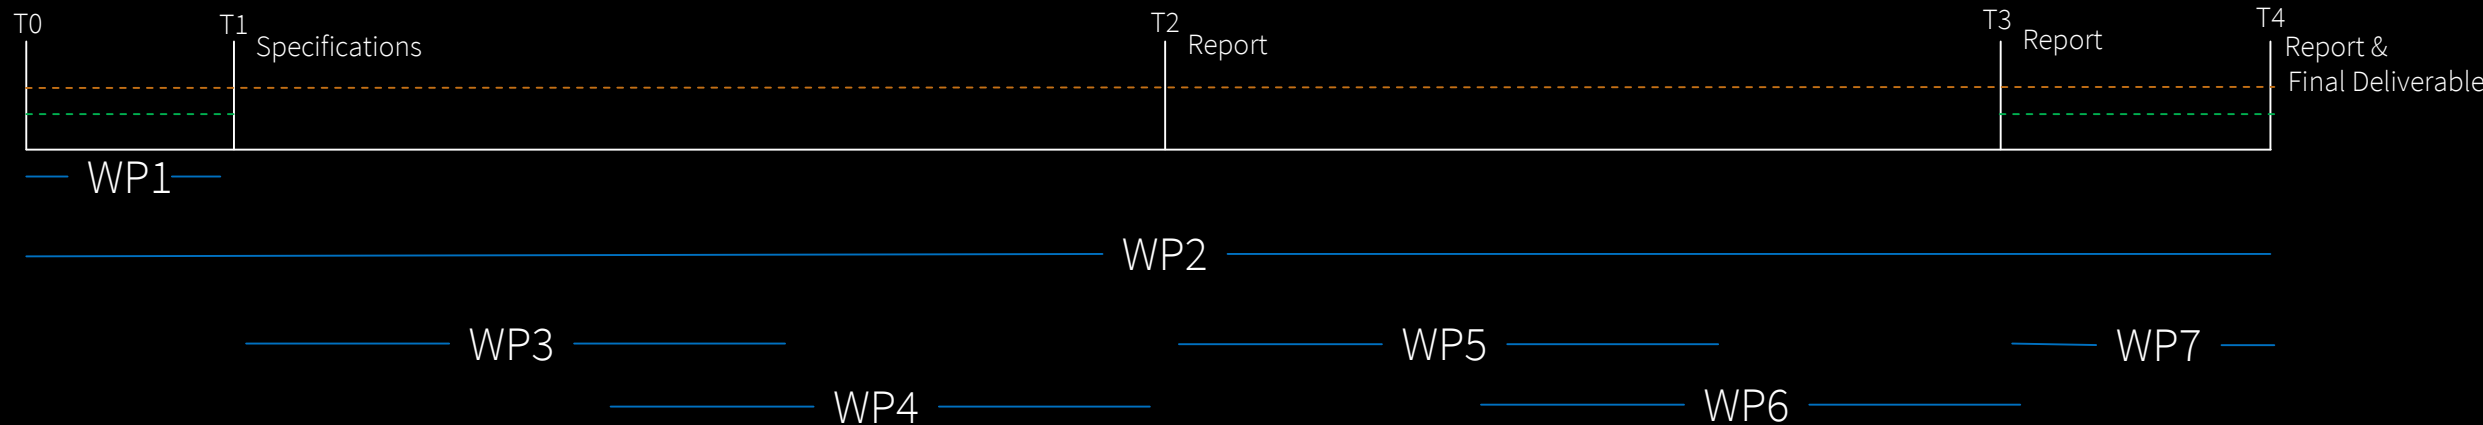 T0
T1
Specifications
T2
Report
T3
Report
T4
Report &
Final Deliverable
WP1
WP2
WP3
WP5
WP7
WP4
WP6